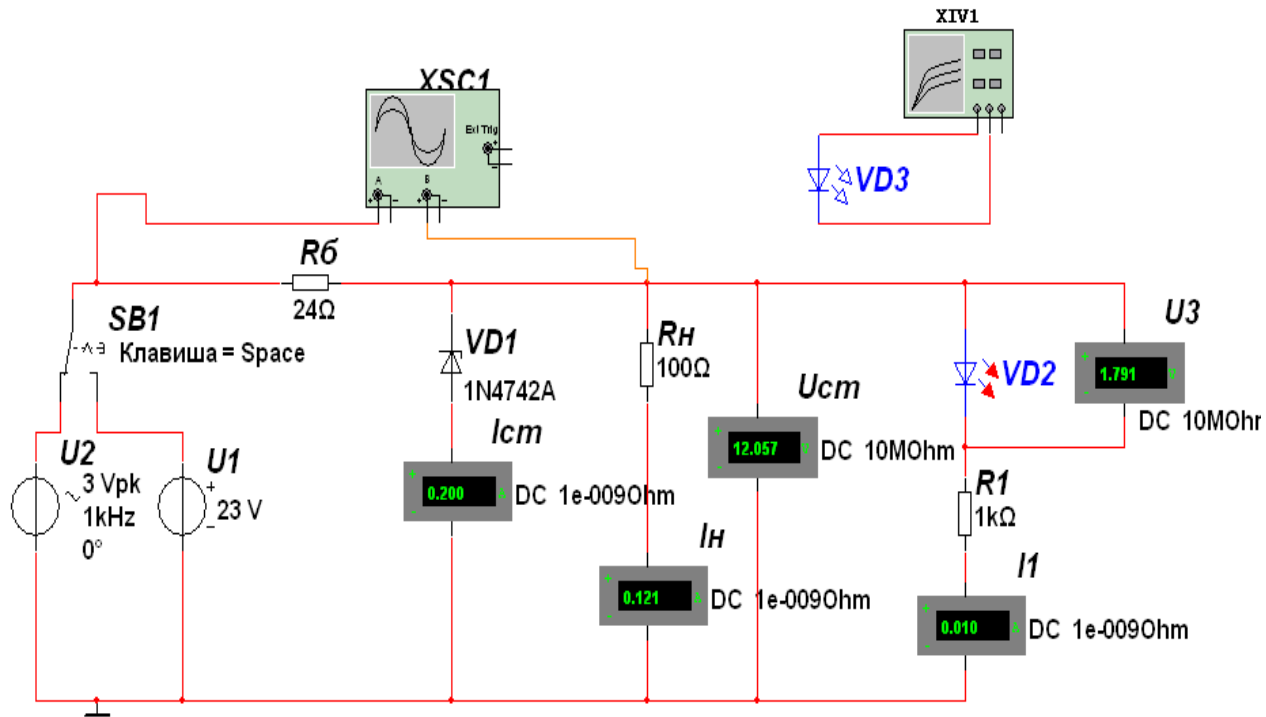 XIV1
XSC1
Ext Trig
+
-
A
B
+
-
+
-
VD3
Rб
24Ω
SB1
Клавиша = Space
VD1
1N4742A
Rн
100Ω
U3
+
1.791
V
-
DC 10MOhm
VD2
Uст
+
12.057
V
-
DC 10MOhm
Iст
+
0.200
A
-
DC 1e-009Ohm
U2
3 Vpk
1kHz
0°
U1
+
23 V
-
R1
1kΩ
Iн
+
0.121
A
-
DC 1e-009Ohm
I1
+
0.010
A
-
DC 1e-009Ohm